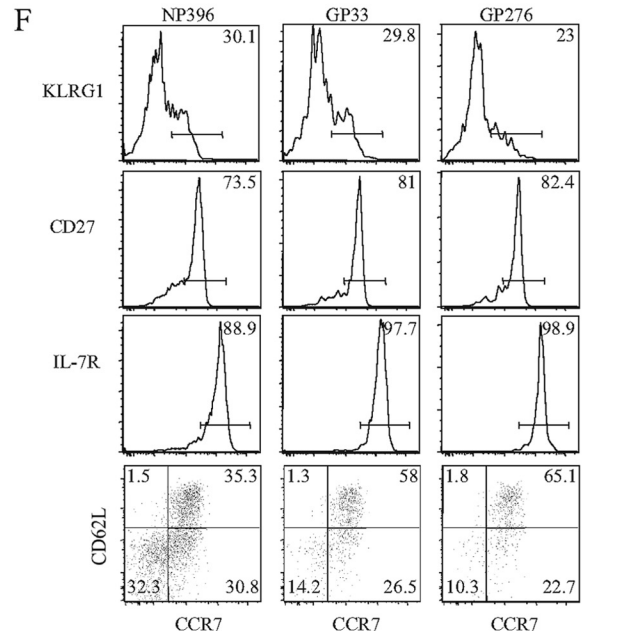 F
NP396 GP33 GP276
KLRG1 30.1 29.8 23
CD27 73.5 81 82.4
IL-7R 88.9 97.7 98.9
CD62L 1.5 35.3 1.3 58 1.8 65.1
32.3 30.8 14.2 26.5 10.3 22.7
CCR7 CCR7 CCR7